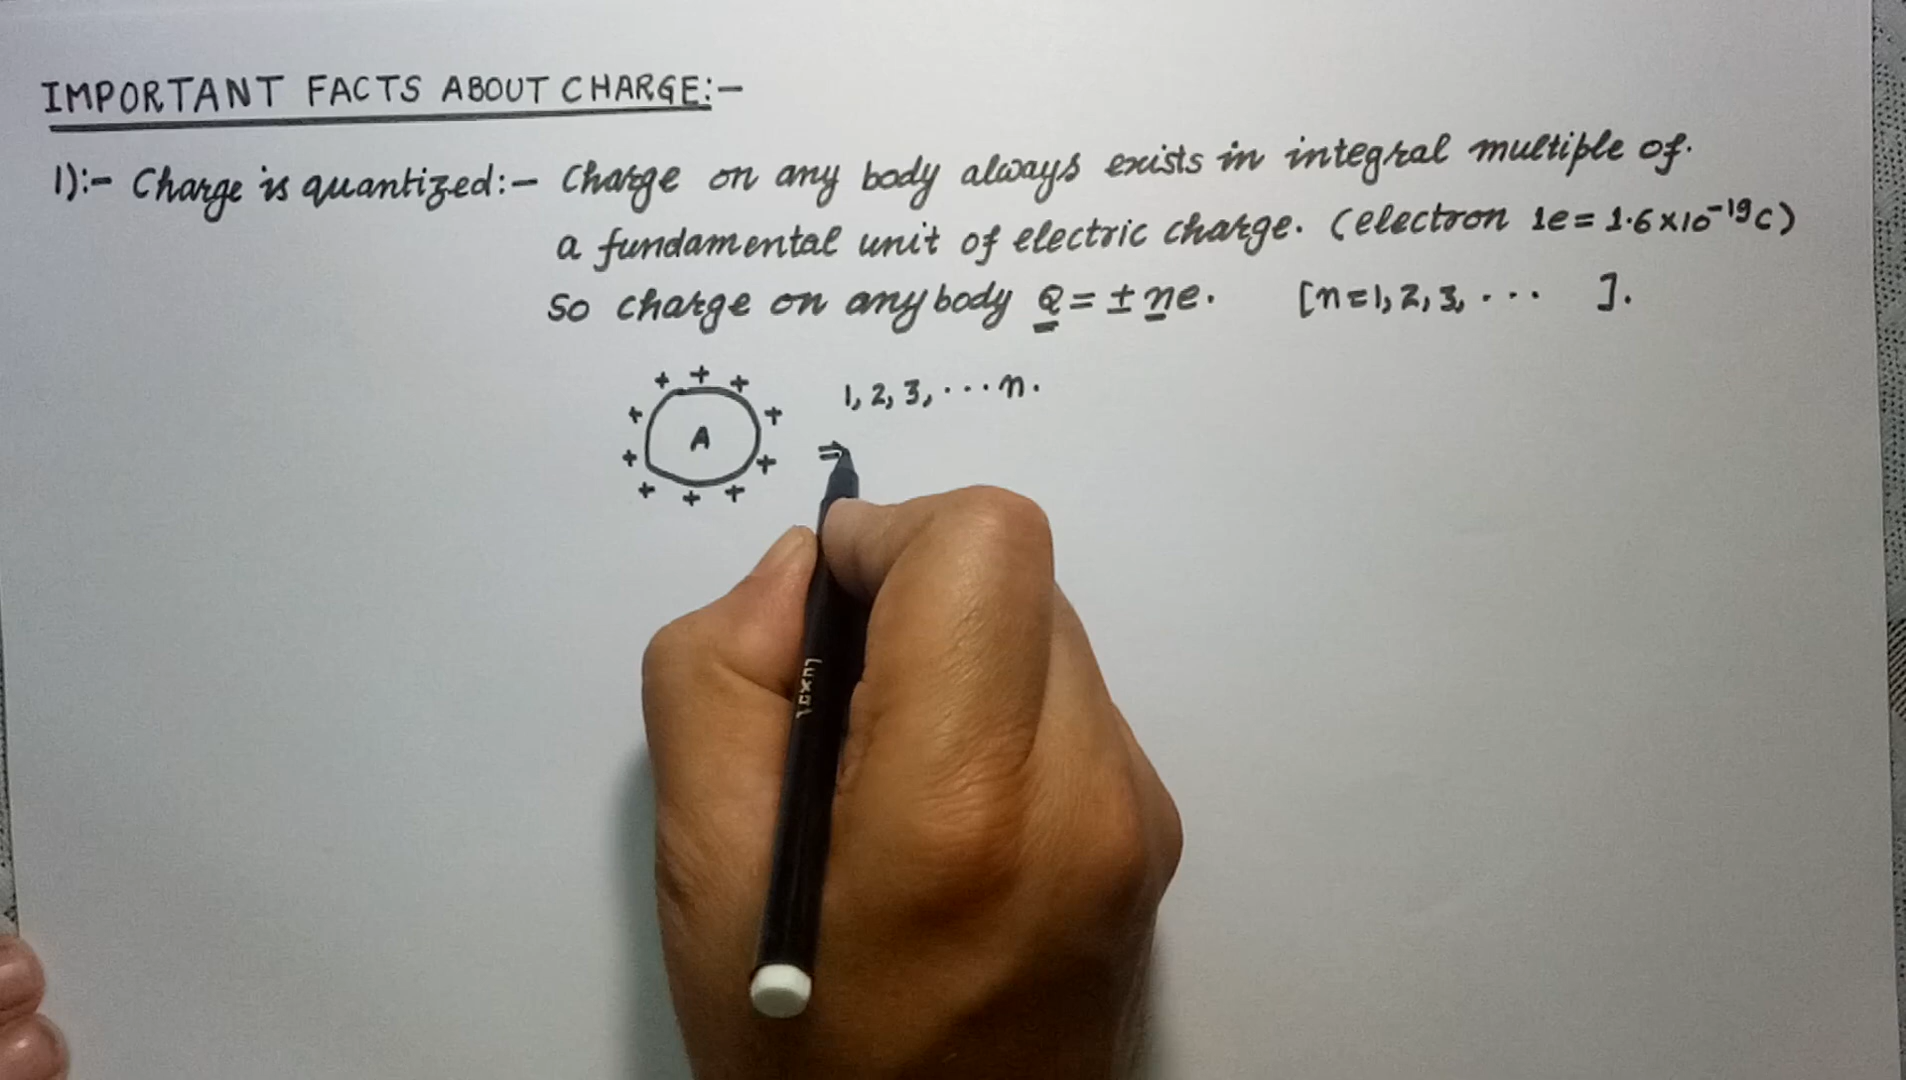 IMPORTANT FACTS ABOUT CHARGE:-
1):- Charge is quantized:- Charge on any body always exists in integral multiple of.
a fundamental unit of electric charge. (electron 1e = 1.6×10⁻¹⁹C)
So charge on any body Q = ± ne. [n=1, 2, 3, ... ].
+ + +
+ + 1, 2, 3, ... n.
A
+ + ⇒
+ + +
Luxor